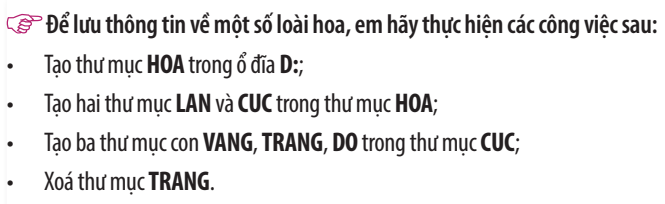 ☞ Để lưu thông tin về một số loài hoa, em hãy thực hiện các công việc sau:
• Tạo thư mục HOA trong ổ đĩa D:;
• Tạo hai thư mục LAN và CUC trong thư mục HOA;
• Tạo ba thư mục con VANG, TRANG, DO trong thư mục CUC;
• Xoá thư mục TRANG.